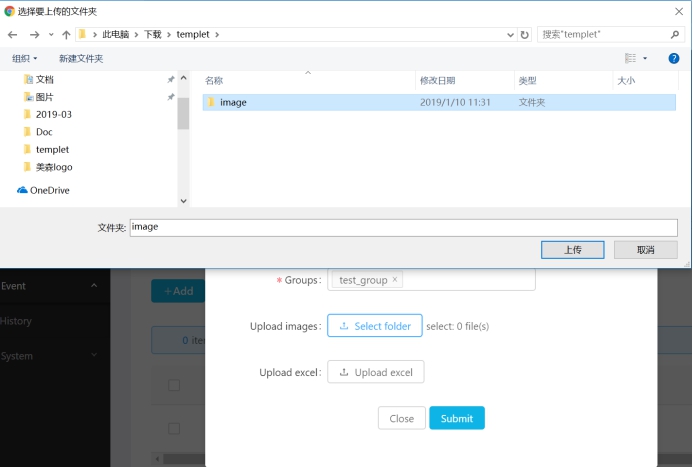 选择要上传的文件夹
此电脑 › 下载 › templet ›
搜索"templet"
组织 新建文件夹
名称 修改日期 类型 大小
文档
图片
2019-03
Doc
templet
美森logo
OneDrive
image 2019/1/10 11:31 文件夹
文件夹: image
上传 取消
Event
History
System
+Add
0 ite
* Groups: test_group ×
Upload images: Select folder select: 0 file(s)
Upload excel: Upload excel
Close Submit